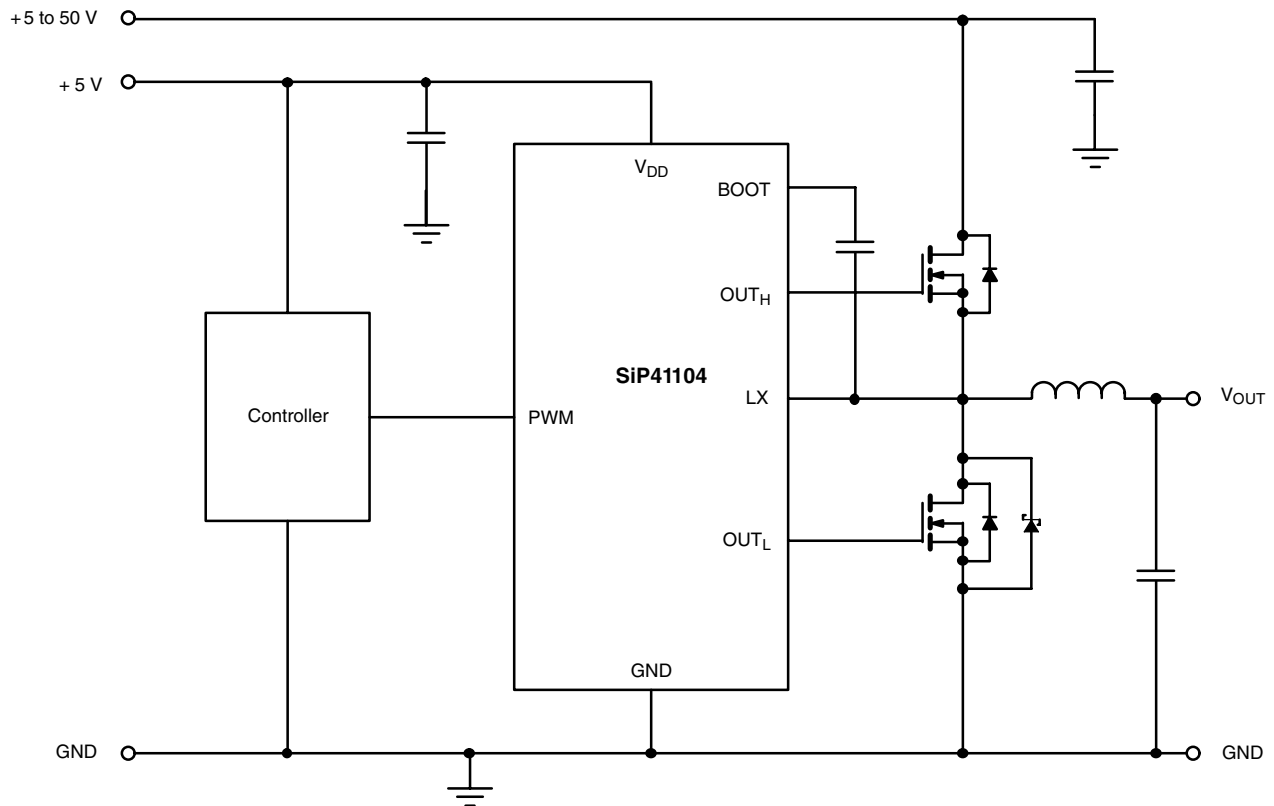 +5 to 50 V
+ 5 V
VDD
BOOT
OUTH
SiP41104
LX
VOUT
Controller
PWM
OUTL
GND
GND
GND